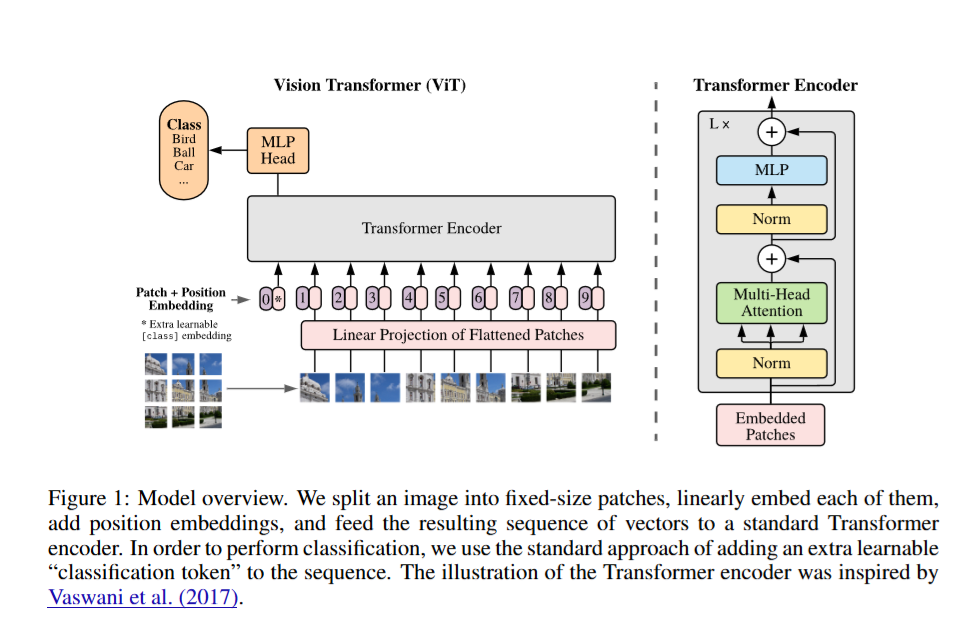 Vision Transformer (ViT)
Class
Bird
Ball
Car
...
MLP
Head
Transformer Encoder
Patch + Position
Embedding
* Extra learnable
[class] embedding
0 * 1 2 3 4 5 6 7 8 9
Linear Projection of Flattened Patches
Transformer Encoder
L ×
+
MLP
Norm
+
Multi-Head
Attention
Norm
Embedded
Patches
Figure 1: Model overview. We split an image into fixed-size patches, linearly embed each of them,
add position embeddings, and feed the resulting sequence of vectors to a standard Transformer
encoder. In order to perform classification, we use the standard approach of adding an extra learnable
“classification token” to the sequence. The illustration of the Transformer encoder was inspired by
Vaswani et al. (2017).